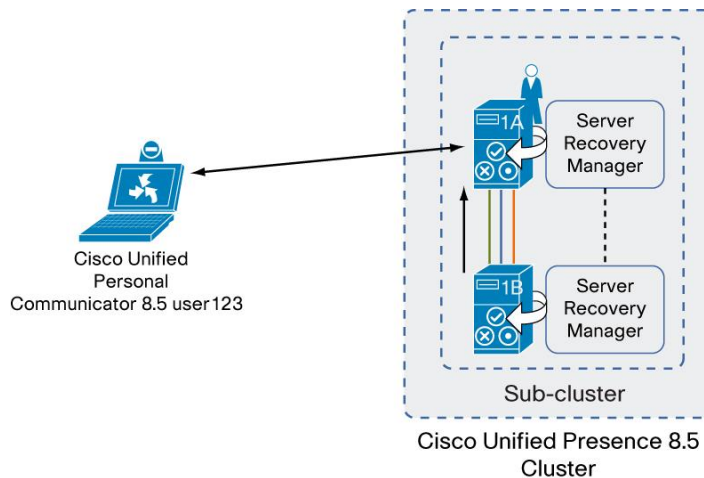 1A
Server
Recovery
Manager
Cisco Unified
Personal
Communicator 8.5 user123
1B
Server
Recovery
Manager
Sub-cluster
Cisco Unified Presence 8.5
Cluster